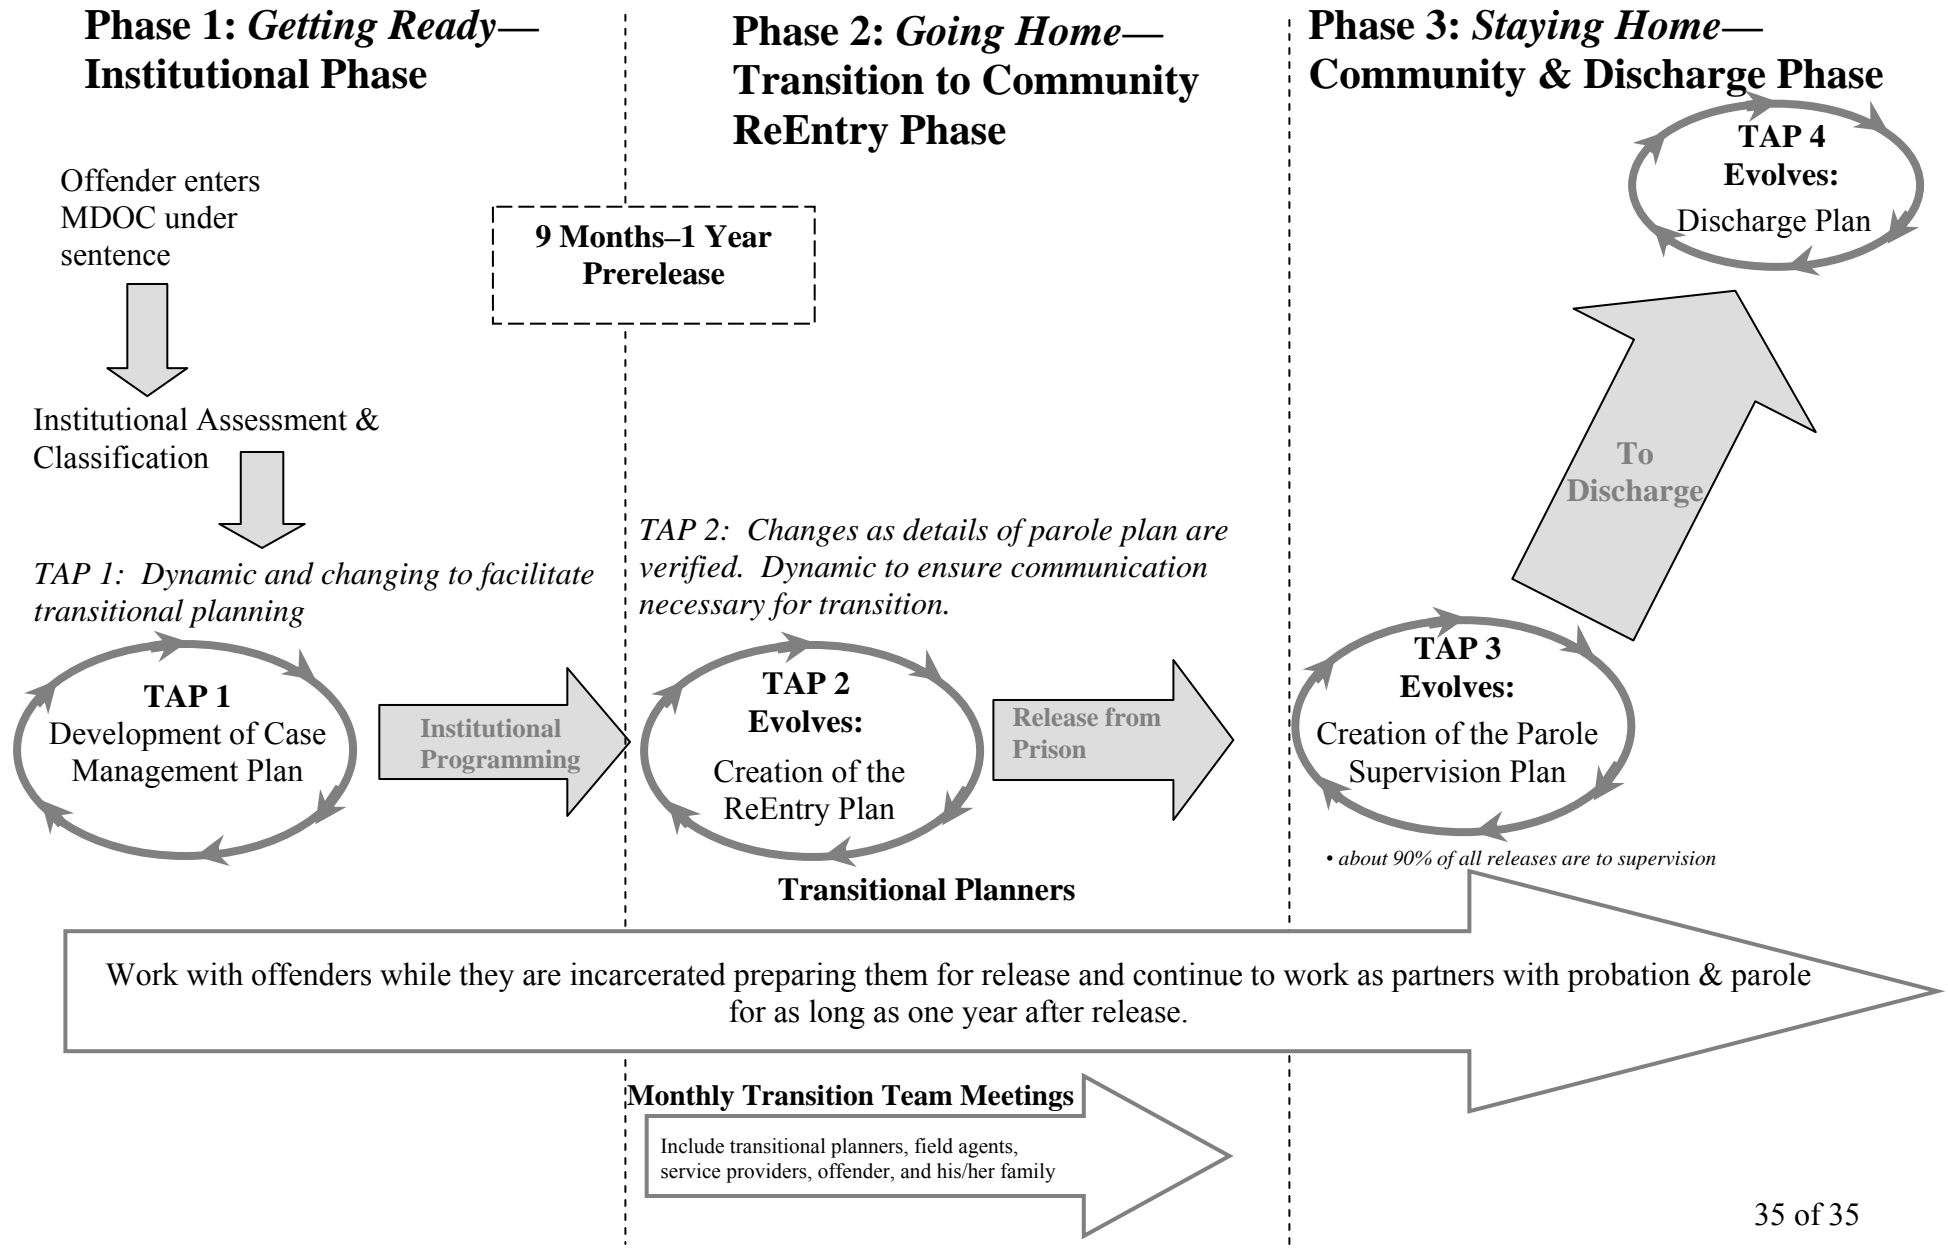 Phase 1: Getting Ready—
Institutional Phase
Phase 2: Going Home—
Transition to Community
ReEntry Phase
Phase 3: Staying Home—
Community & Discharge Phase
Offender enters
MDOC under
sentence
9 Months–1 Year
Prerelease
Institutional Assessment &
Classification
TAP 1:  Dynamic and changing to facilitate
transitional planning
TAP 1
Development of Case
Management Plan
Institutional
Programming
TAP 2:  Changes as details of parole plan are
verified.  Dynamic to ensure communication
necessary for transition.
TAP 2
Evolves:
Creation of the
ReEntry Plan
Release from
Prison
TAP 3
Evolves:
Creation of the Parole
Supervision Plan
• about 90% of all releases are to supervision
To
Discharge
TAP 4
Evolves:
Discharge Plan
Transitional Planners
Work with offenders while they are incarcerated preparing them for release and continue to work as partners with probation & parole
for as long as one year after release.
Monthly Transition Team Meetings
Include transitional planners, field agents,
service providers, offender, and his/her family
35 of 35